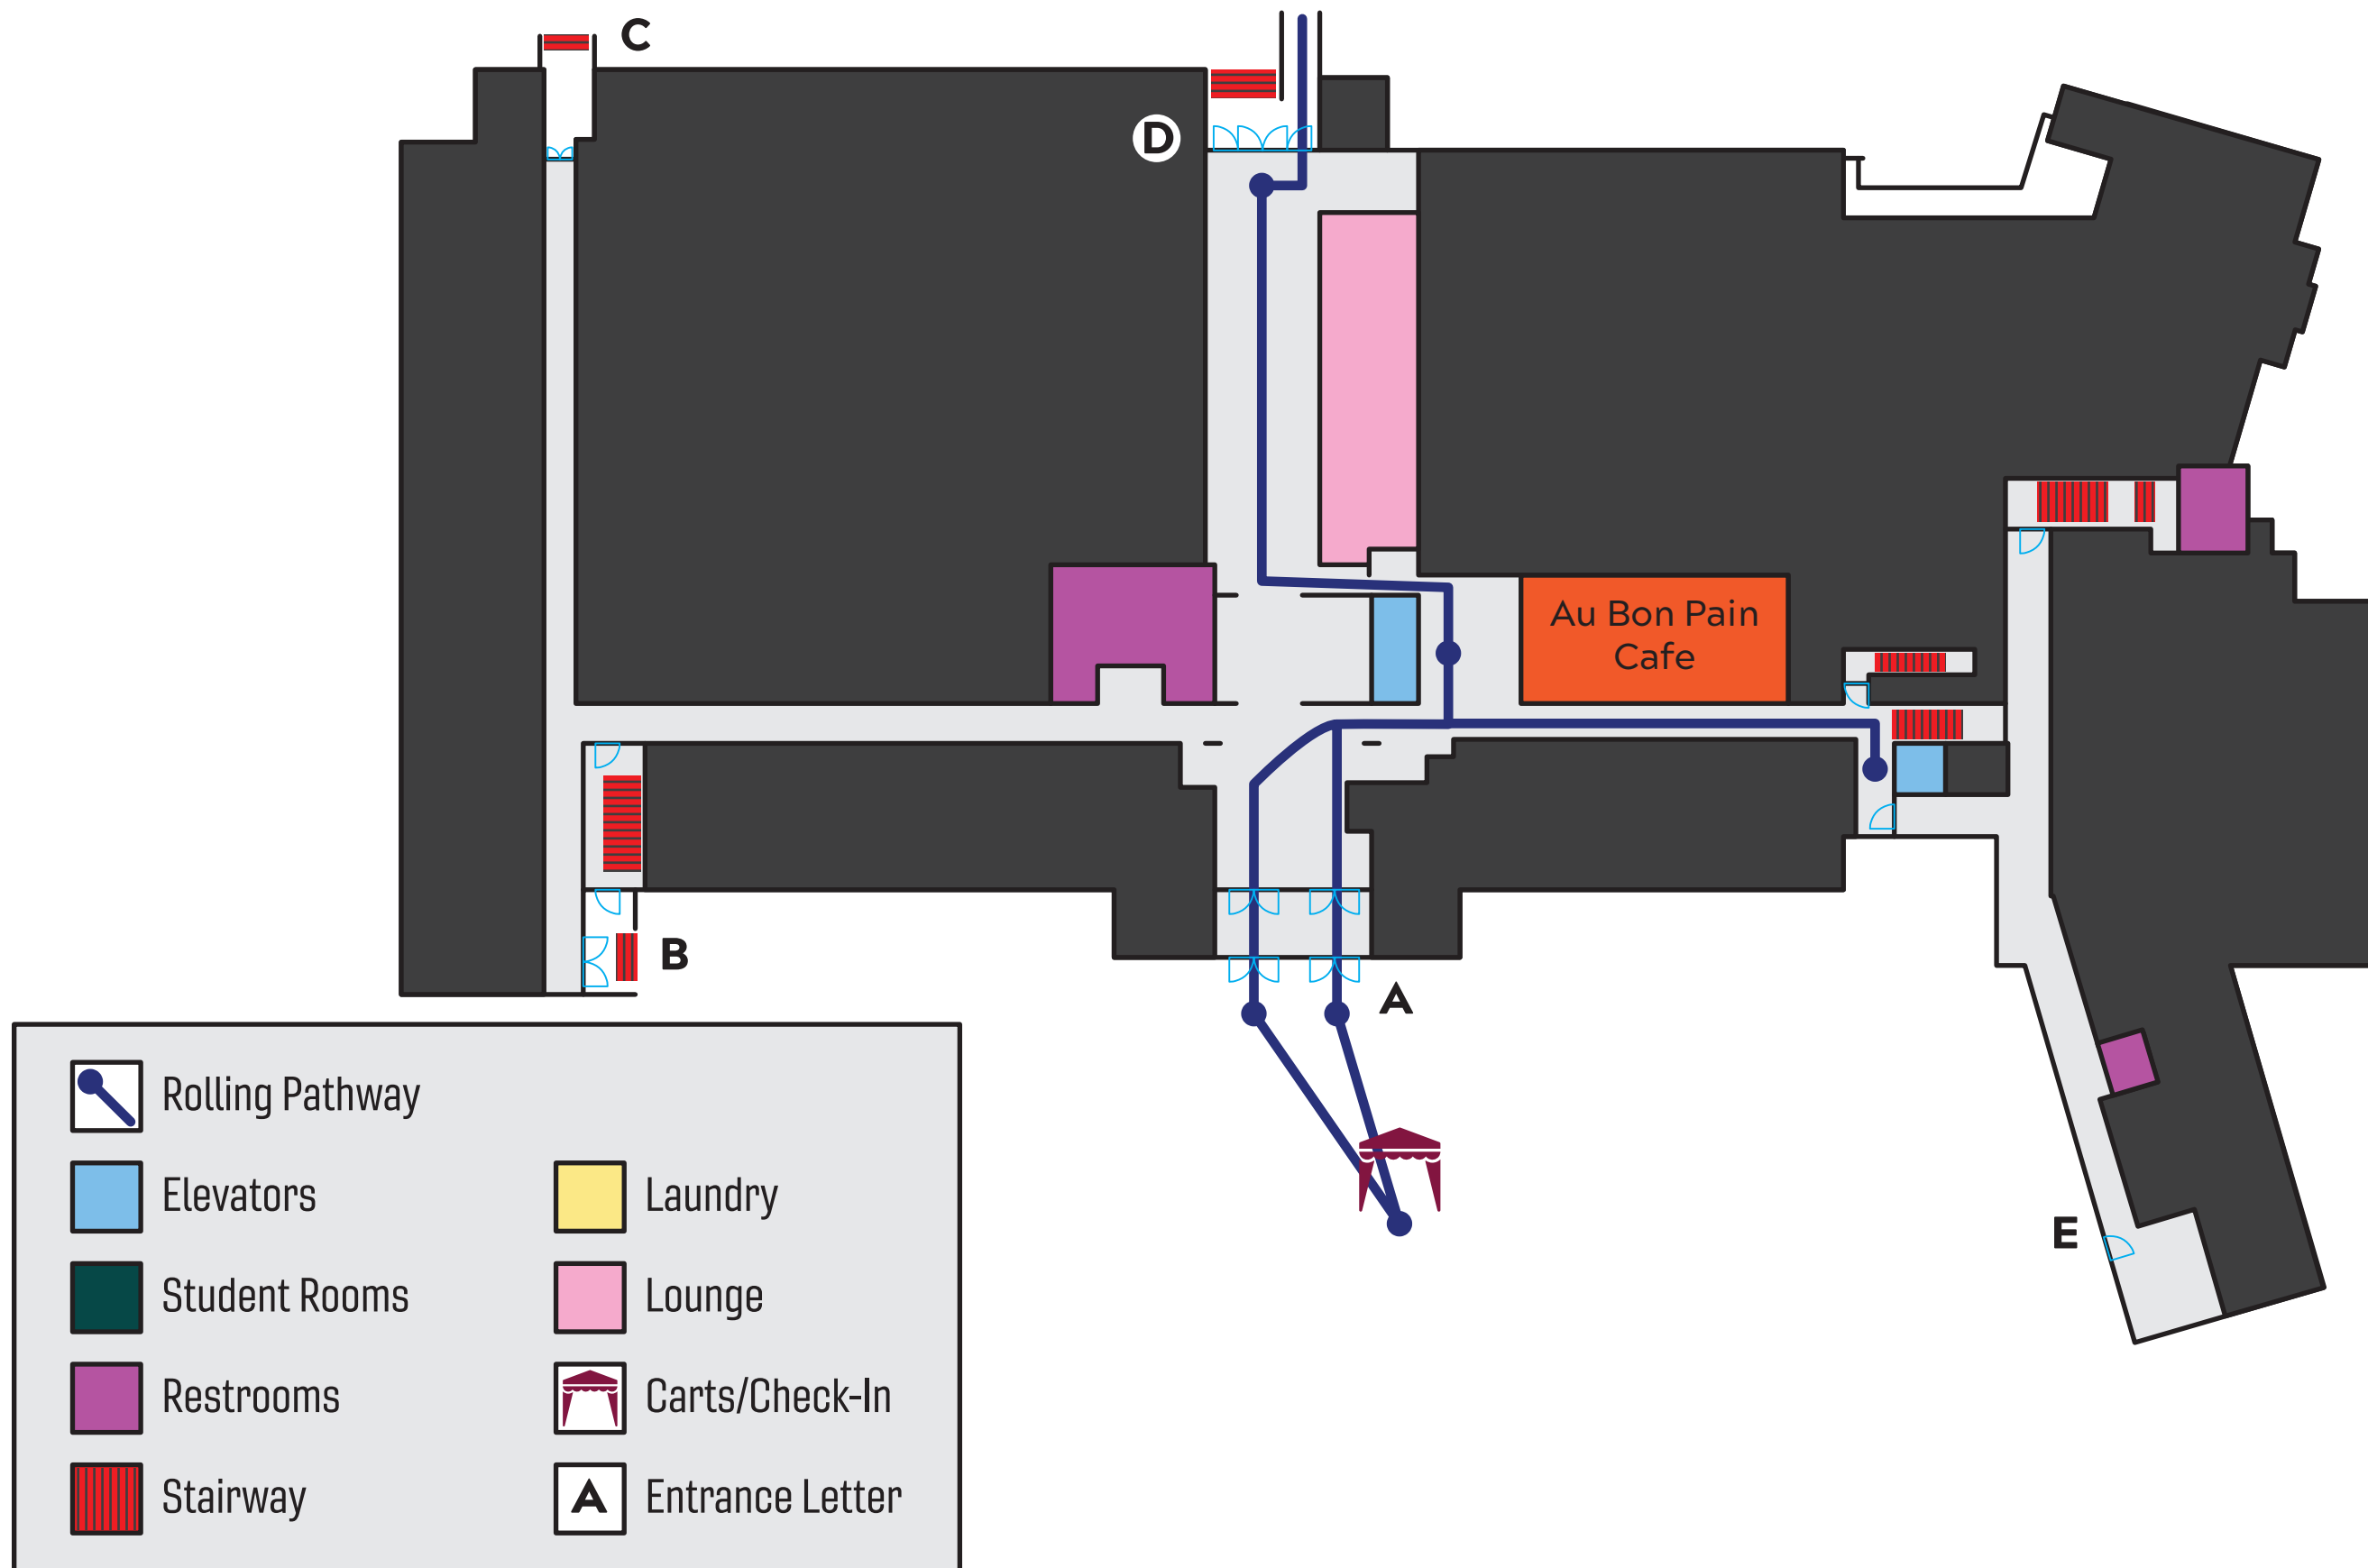 C
D
Au Bon Pain
Cafe
B
A
E
Rolling Pathway
Elevators
Laundry
Student Rooms
Lounge
Restrooms
Carts/Check-In
Stairway
A
Entrance Letter